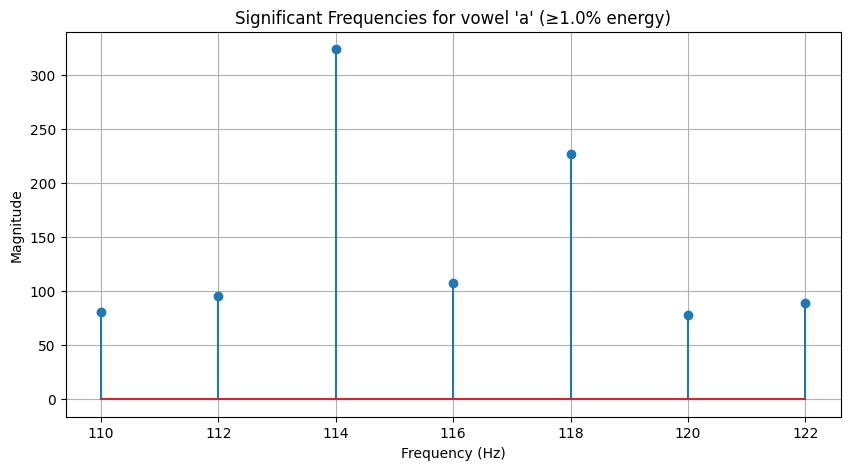 Significant Frequencies for vowel 'a' (≥1.0% energy)
300
250
200
150
100
50
0
Magnitude
110 112 114 116 118 120 122
Frequency (Hz)